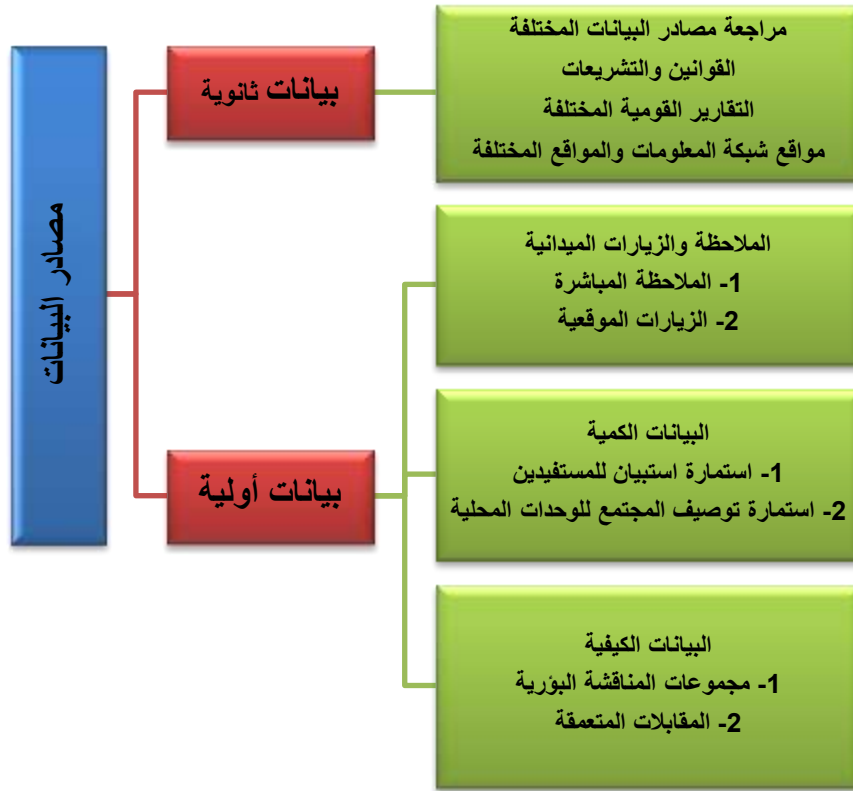 مصادر البيانات
بيانات ثانوية
مراجعة مصادر البيانات المختلفة
القوانين والتشريعات
التقارير القومية المختلفة
مواقع شبكة المعلومات والمواقع المختلفة
بيانات أولية
الملاحظة والزيارات الميدانية
1- الملاحظة المباشرة
2- الزيارات الموقعية
البيانات الكمية
1- استمارة استبيان للمستفيدين
2- استمارة توصيف المجتمع للوحدات المحلية
البيانات الكيفية
1- مجموعات المناقشة البؤرية
2- المقابلات المتعمقة